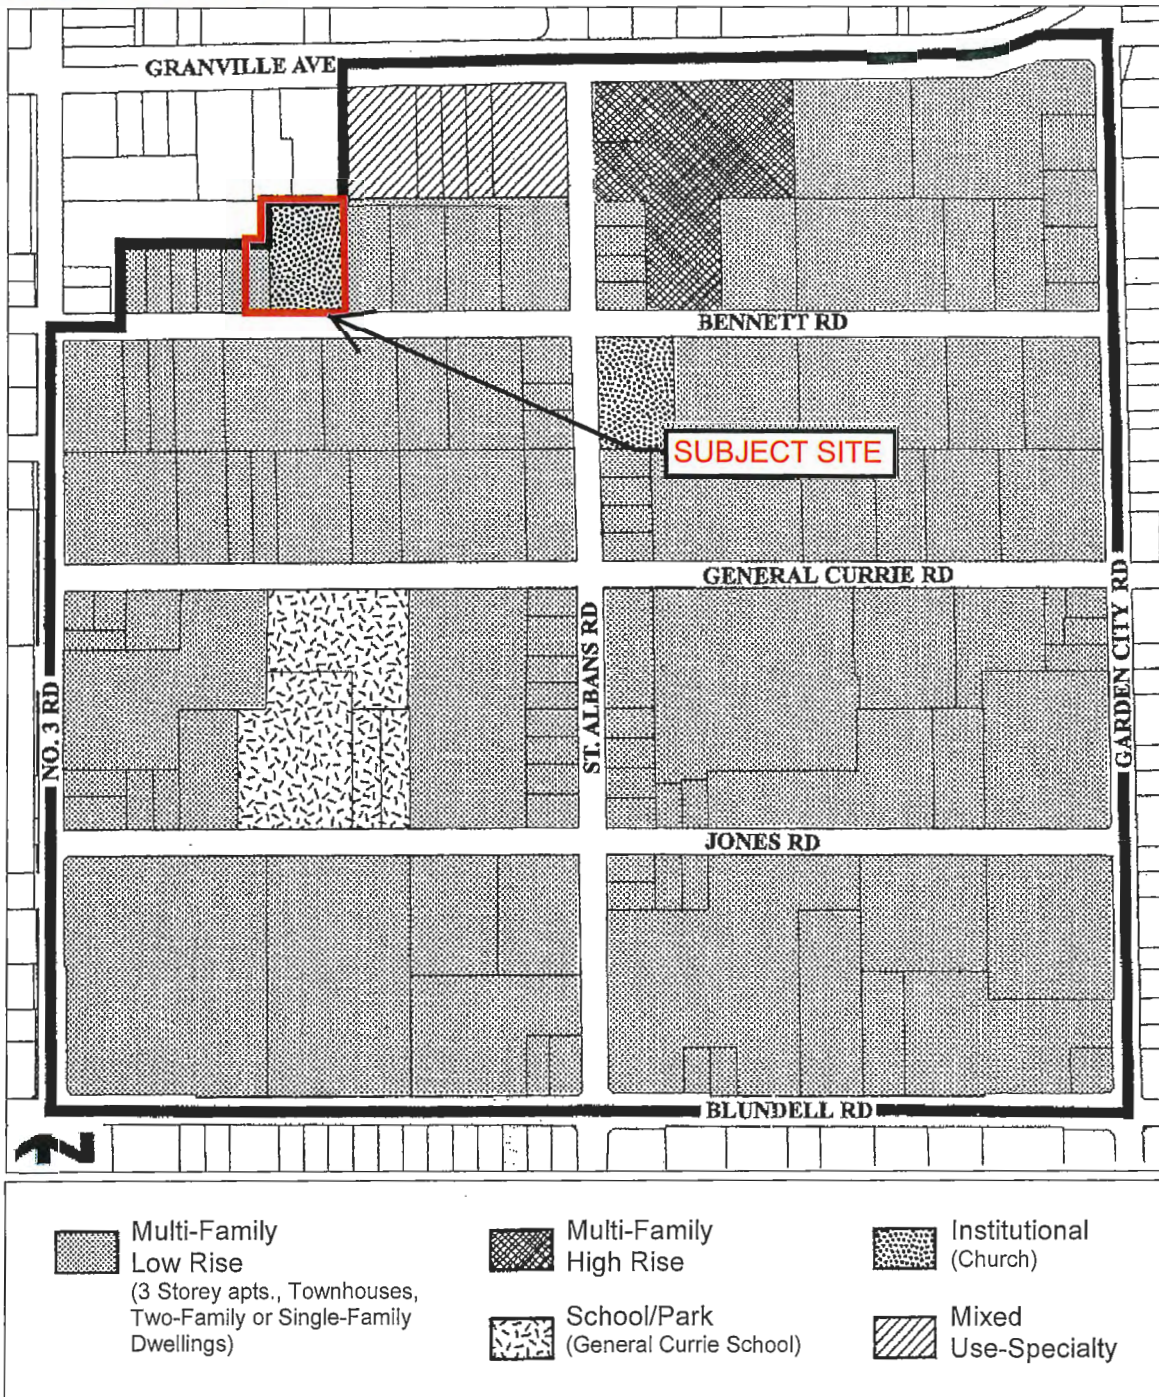 GRANVILLE AVE
BENNETT RD
SUBJECT SITE
GENERAL CURRIE RD
NO. 3 RD
ST. ALBANS RD
GARDEN CITY RD
JONES RD
BLUNDELL RD
N
Multi-Family
Low Rise
(3 Storey apts., Townhouses,
Two-Family or Single-Family
Dwellings)
Multi-Family
High Rise
School/Park
(General Currie School)
Institutional
(Church)
Mixed
Use-Specialty